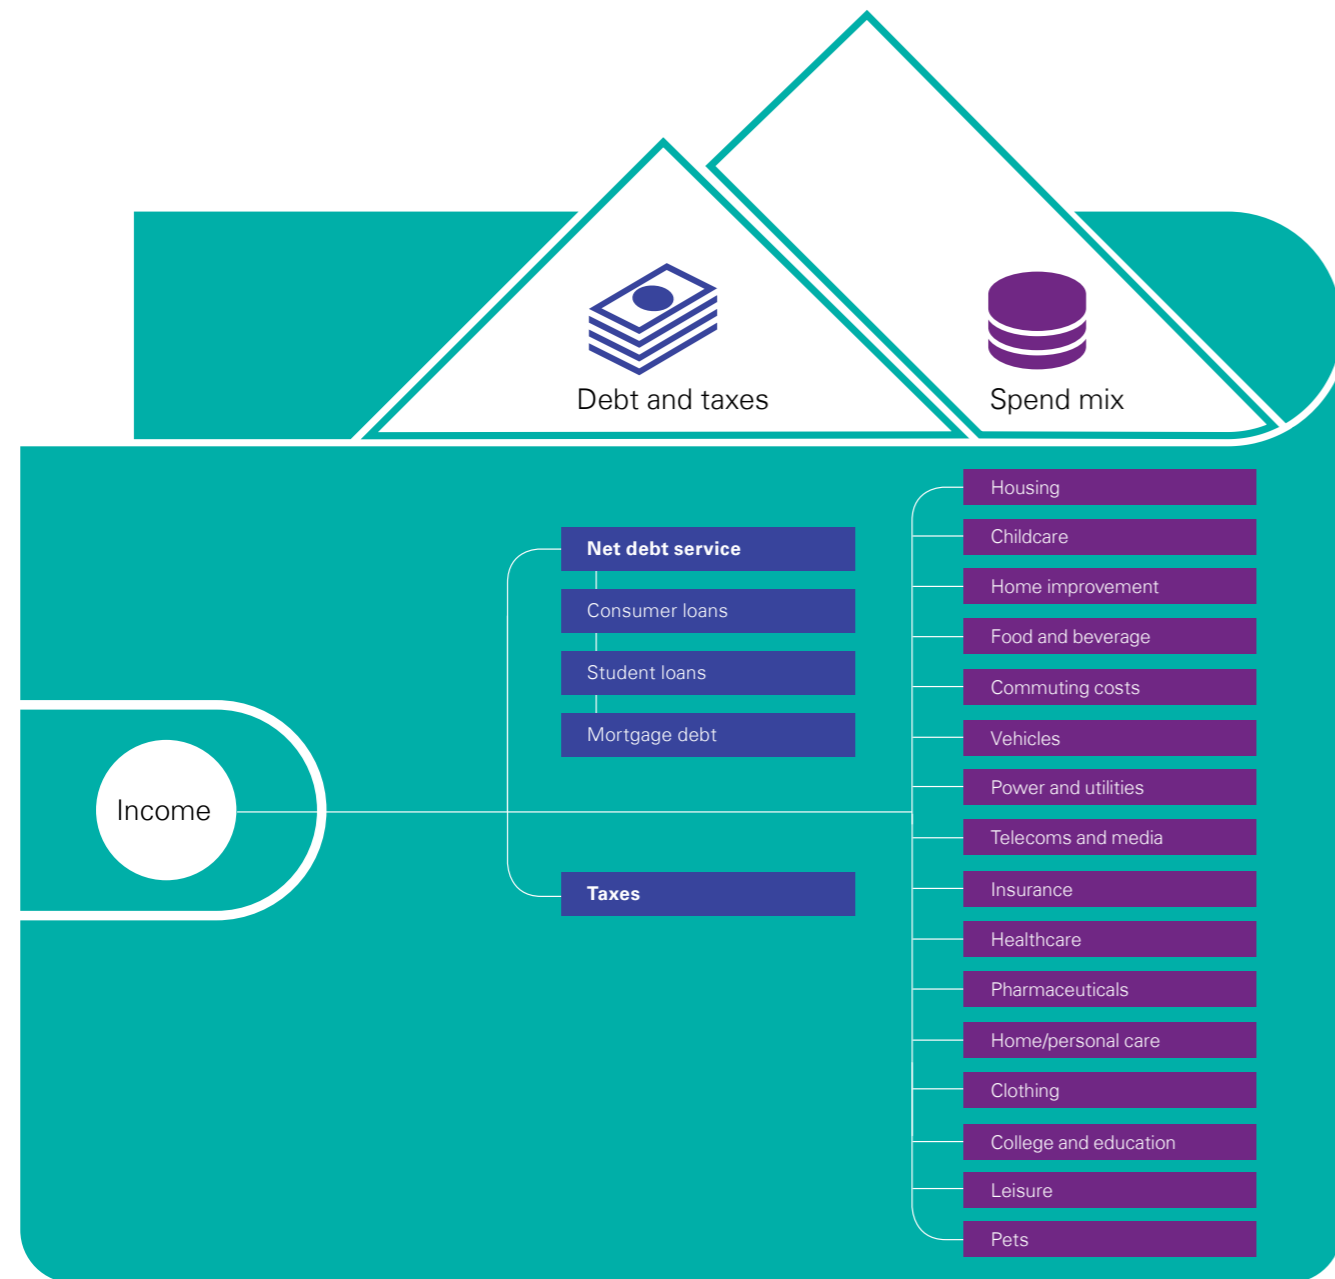 Debt and taxes
Spend mix
Income
Net debt service
Consumer loans
Student loans
Mortgage debt
Taxes
Housing
Childcare
Home improvement
Food and beverage
Commuting costs
Vehicles
Power and utilities
Telecoms and media
Insurance
Healthcare
Pharmaceuticals
Home/personal care
Clothing
College and education
Leisure
Pets